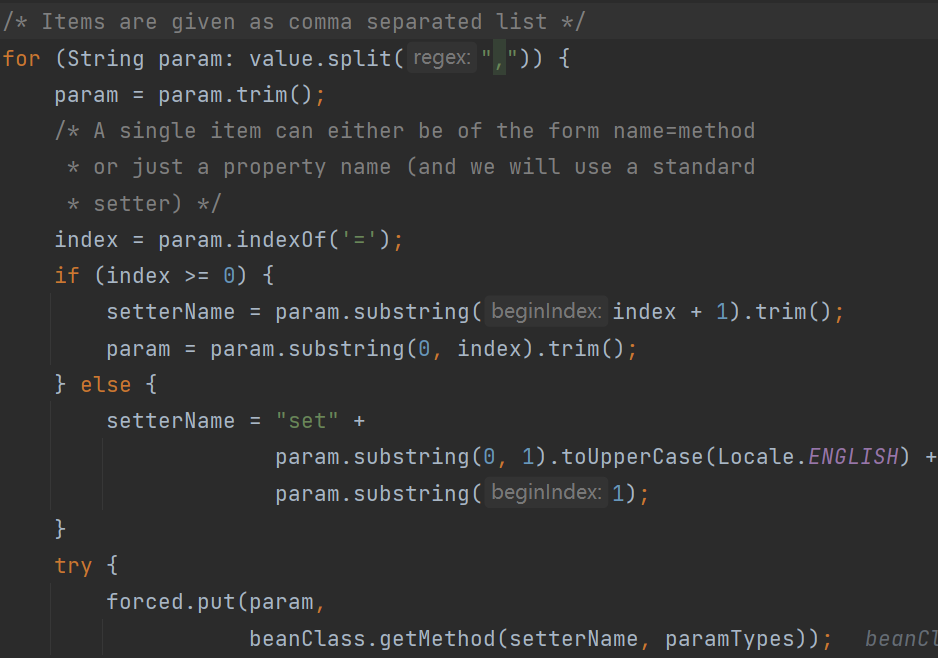 /* Items are given as comma separated list */
for (String param: value.split( regex: ",")) {
param = param.trim();
/* A single item can either be of the form name=method
* or just a property name (and we will use a standard
* setter) */
index = param.indexOf('=');
if (index >= 0) {
setterName = param.substring( beginIndex: index + 1).trim();
param = param.substring(0, index).trim();
} else {
setterName = "set" +
param.substring(0, 1).toUpperCase(Locale.ENGLISH) +
param.substring( beginIndex: 1);
}
try {
forced.put(param,
beanClass.getMethod(setterName, paramTypes));